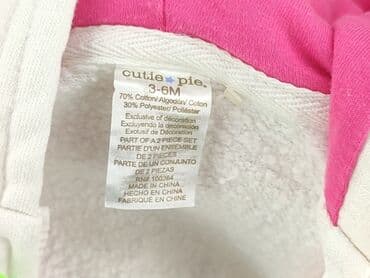 cutie pie.
3-6M
70% Cotton/Algodón/Coton
30% Polyester/Poliéster
Exclusive of decoration
Excluyendo la decoración
Exclusif de Décoration
PART OF A 2 PIECE SET
PARTIE D'UN ENSEMBLE
DE 2 PIECES
PARTE DE UN CONJUNTO
DE 2 PIEZAS
RN# 100364
MADE IN CHINA
HECHO EN CHINA
FABRIQUÉ EN CHINE